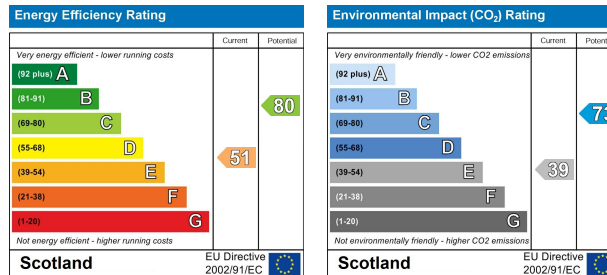 Energy Efficiency Rating
Current Potential
Very energy efficient - lower running costs
(92 plus) A
(81-91) B
(69-80) C
(55-68) D
(39-54) E
(21-38) F
(1-20) G
51
80
Not energy efficient - higher running costs
Scotland
EU Directive
2002/91/EC
Environmental Impact (CO₂) Rating
Current Potent
Very environmentally friendly - lower CO2 emissions
(92 plus) A
(81-91) B
(69-80) C
(55-68) D
(39-54) E
(21-38) F
(1-20) G
39
73
Not environmentally friendly - higher CO2 emissions
Scotland
EU Directive
2002/91/EC